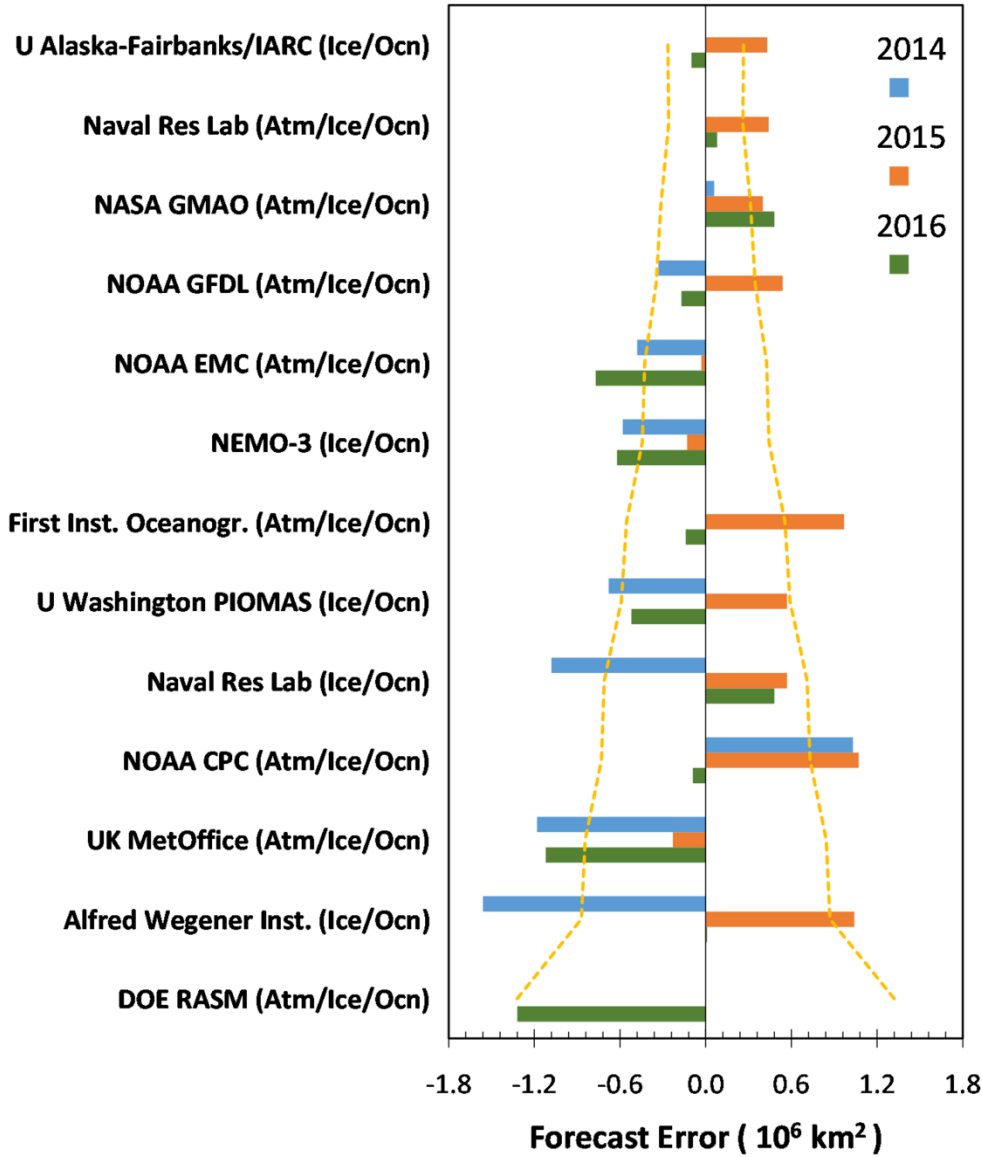 U Alaska-Fairbanks/IARC (Ice/Ocn)
2014
Naval Res Lab (Atm/Ice/Ocn)
2015
NASA GMAO (Atm/Ice/Ocn)
2016
NOAA GFDL (Atm/Ice/Ocn)
NOAA EMC (Atm/Ice/Ocn)
NEMO-3 (Ice/Ocn)
First Inst. Oceanogr. (Atm/Ice/Ocn)
U Washington PIOMAS (Ice/Ocn)
Naval Res Lab (Ice/Ocn)
NOAA CPC (Atm/Ice/Ocn)
UK MetOffice (Atm/Ice/Ocn)
Alfred Wegener Inst. (Ice/Ocn)
DOE RASM (Atm/Ice/Ocn)
-1.8 -1.2 -0.6 0.0 0.6 1.2 1.8
Forecast Error ( 10⁶ km² )